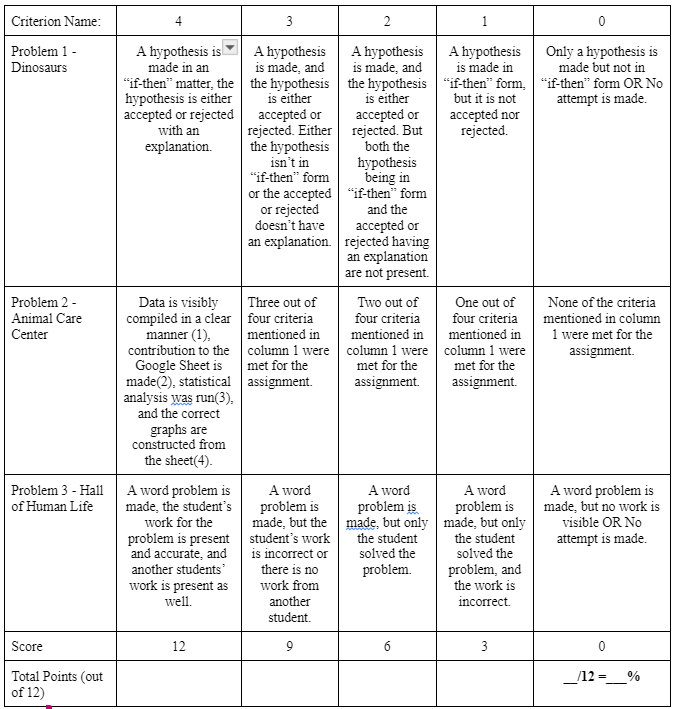 Criterion Name: 4 3 2 1 0
Problem 1 -
Dinosaurs
A hypothesis is
made in an
“if-then” matter, the
hypothesis is either
accepted or rejected
with an
explanation.
A hypothesis
is made, and
the hypothesis
is either
accepted or
rejected. Either
the hypothesis
isn’t in
“if-then” form
or the accepted
or rejected
doesn’t have
an explanation.
A hypothesis
is made, and
the hypothesis
is either
accepted or
rejected. But
both the
hypothesis
being in
“if-then” form
and the
accepted or
rejected having
an explanation
are not present.
A hypothesis
is made in
“if-then” form,
but it is not
accepted nor
rejected.
Only a hypothesis is
made but not in
“if-then” form OR No
attempt is made.
Problem 2 -
Animal Care
Center
Data is visibly
compiled in a clear
manner (1),
contribution to the
Google Sheet is
made(2), statistical
analysis was run(3),
and the correct
graphs are
constructed from
the sheet(4).
Three out of
four criteria
mentioned in
column 1 were
met for the
assignment.
Two out of
four criteria
mentioned in
column 1 were
met for the
assignment.
One out of
four criteria
mentioned in
column 1 were
met for the
assignment.
None of the criteria
mentioned in column
1 were met for the
assignment.
Problem 3 - Hall
of Human Life
A word problem is
made, the student’s
work for the
problem is present
and accurate, and
another students’
work is present as
well.
A word
problem is
made, but the
student’s work
is incorrect or
there is no
work from
another
student.
A word
problem is
made, but only
the student
solved the
problem.
A word
problem is
made, but only
the student
solved the
problem, and
the work is
incorrect.
A word problem is
made, but no work is
visible OR No
attempt is made.
Score 12 9 6 3 0
Total Points (out
of 12)
__/12 =___%